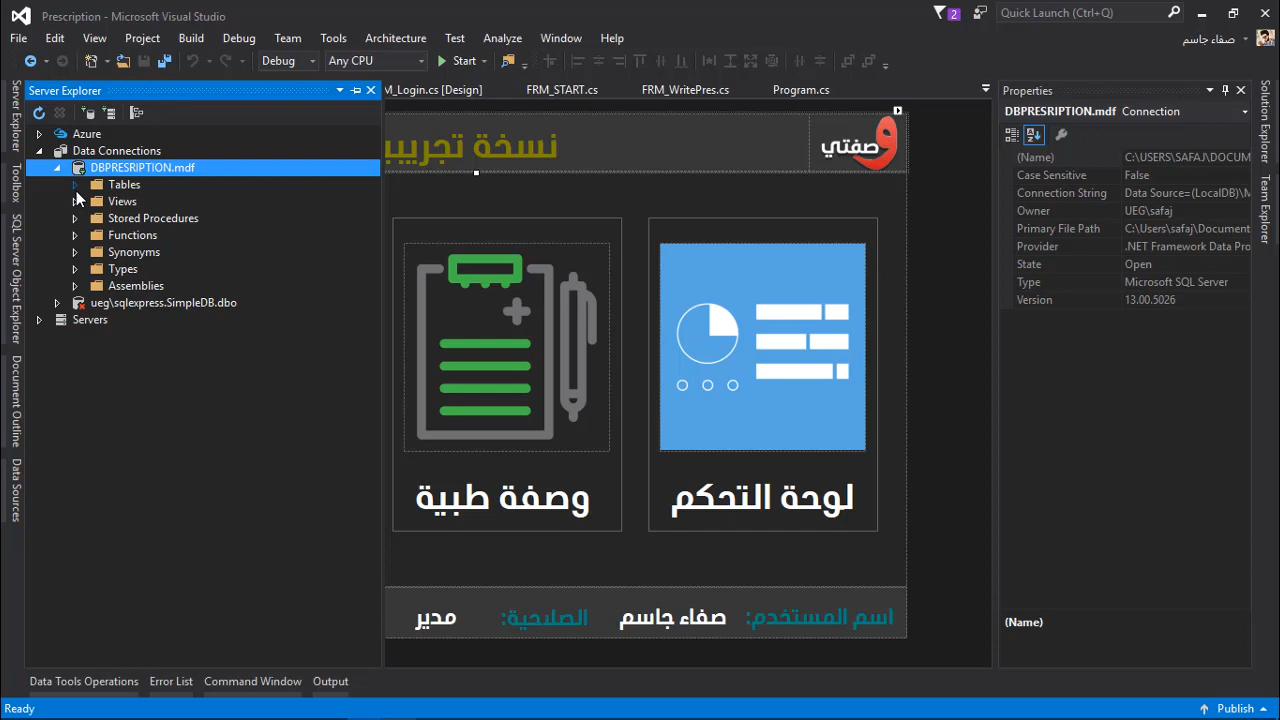 Prescription - Microsoft Visual Studio
2
Quick Launch (Ctrl+Q)
File Edit View Project Build Debug Team Tools Architecture Test Analyze Window Help
صفاء جاسم
Debug Any CPU Start
Server Explorer
M_Login.cs [Design] FRM_START.cs FRM_WritePres.cs Program.cs
Properties
DBPRESRIPTION.mdf Connection
Azure
Data Connections
DBPRESRIPTION.mdf
Tables
Views
Stored Procedures
Functions
Synonyms
Types
Assemblies
ueg\sqlexpress.SimpleDB.dbo
Servers
Server Explorer
Toolbox
SQL Server Object Explorer
Document Outline
Data Sources
وصفتي
نسخة تجريبي
لوحة التحكم
وصفة طبية
اسم المستخدم: صفاء جاسم
الصلاحية: مدير
(Name) C:\USERS\SAFAJ\DOCUM
Case Sensitive False
Connection String Data Source=(LocalDB)\M
Owner UEG\safaj
Primary File Path C:\Users\safaj\Document
Provider .NET Framework Data Pro
State Open
Type Microsoft SQL Server
Version 13.00.5026
(Name)
Solution Explorer
Team Explorer
Data Tools Operations Error List Command Window Output
Ready
Publish